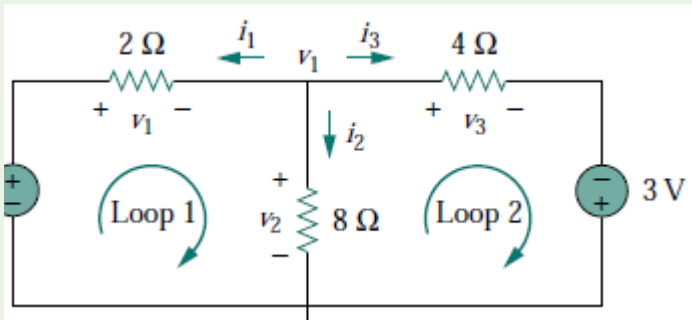 i1 v1 i3
2 Ω 4 Ω
+ v1 − + v3 −
i2
+ − Loop 1 + v2 − 8 Ω Loop 2 − + 3 V